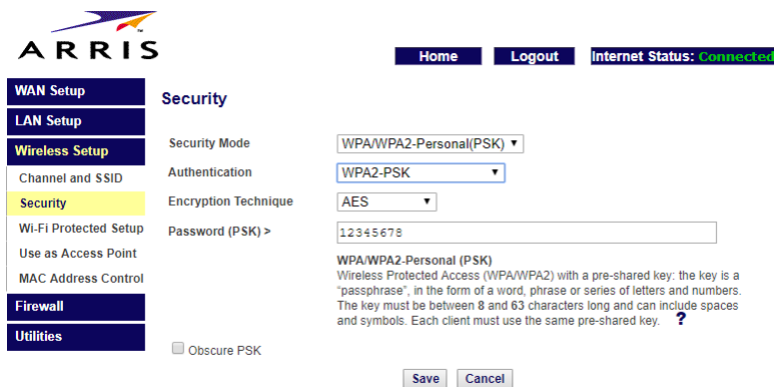 ARRIS
Home Logout Internet Status: Connected
WAN Setup
LAN Setup
Wireless Setup
Channel and SSID
Security
Wi-Fi Protected Setup
Use as Access Point
MAC Address Control
Firewall
Utilities
Security
Security Mode WPA/WPA2-Personal(PSK)
Authentication WPA2-PSK
Encryption Technique AES
Password (PSK) > 12345678
WPA/WPA2-Personal (PSK)
Wireless Protected Access (WPA/WPA2) with a pre-shared key: the key is a
"passphrase", in the form of a word, phrase or series of letters and numbers.
The key must be between 8 and 63 characters long and can include spaces
and symbols. Each client must use the same pre-shared key. ?
Obscure PSK
Save Cancel